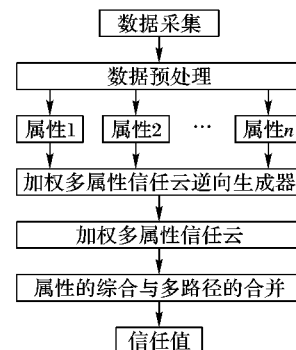 数据采集
数据预处理
属性1 属性2 … 属性n
加权多属性信任云逆向生成器
加权多属性信任云
属性的综合与多路径的合并
信任值